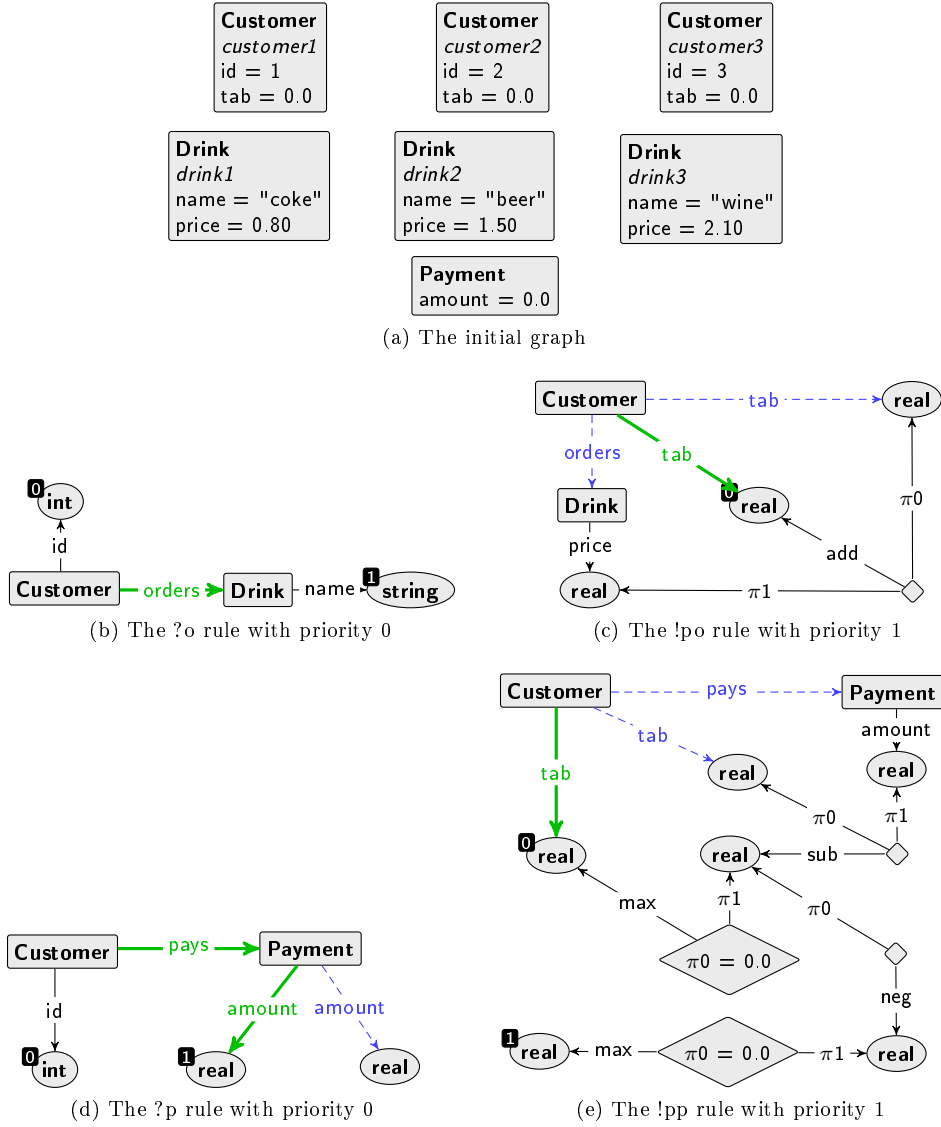 Customer
customer1
id = 1
tab = 0.0
Customer
customer2
id = 2
tab = 0.0
Customer
customer3
id = 3
tab = 0.0
Drink
drink1
name = "coke"
price = 0.80
Drink
drink2
name = "beer"
price = 1.50
Drink
drink3
name = "wine"
price = 2.10
Payment
amount = 0.0
(a) The initial graph
0
int
id
Customer
orders
Drink
name
1
string
(b) The ?o rule with priority 0
Customer
tab
real
orders
tab
Drink
0
real
π0
price
add
real
π1
(c) The !po rule with priority 1
Customer
pays
Payment
id
amount
amount
0
int
1
real
real
(d) The ?p rule with priority 0
Customer
pays
Payment
tab
amount
tab
real
real
π0
π1
0
real
real
sub
max
π1
π0
π0 = 0.0
neg
1
real
max
π0 = 0.0
π1
real
(e) The !pp rule with priority 1